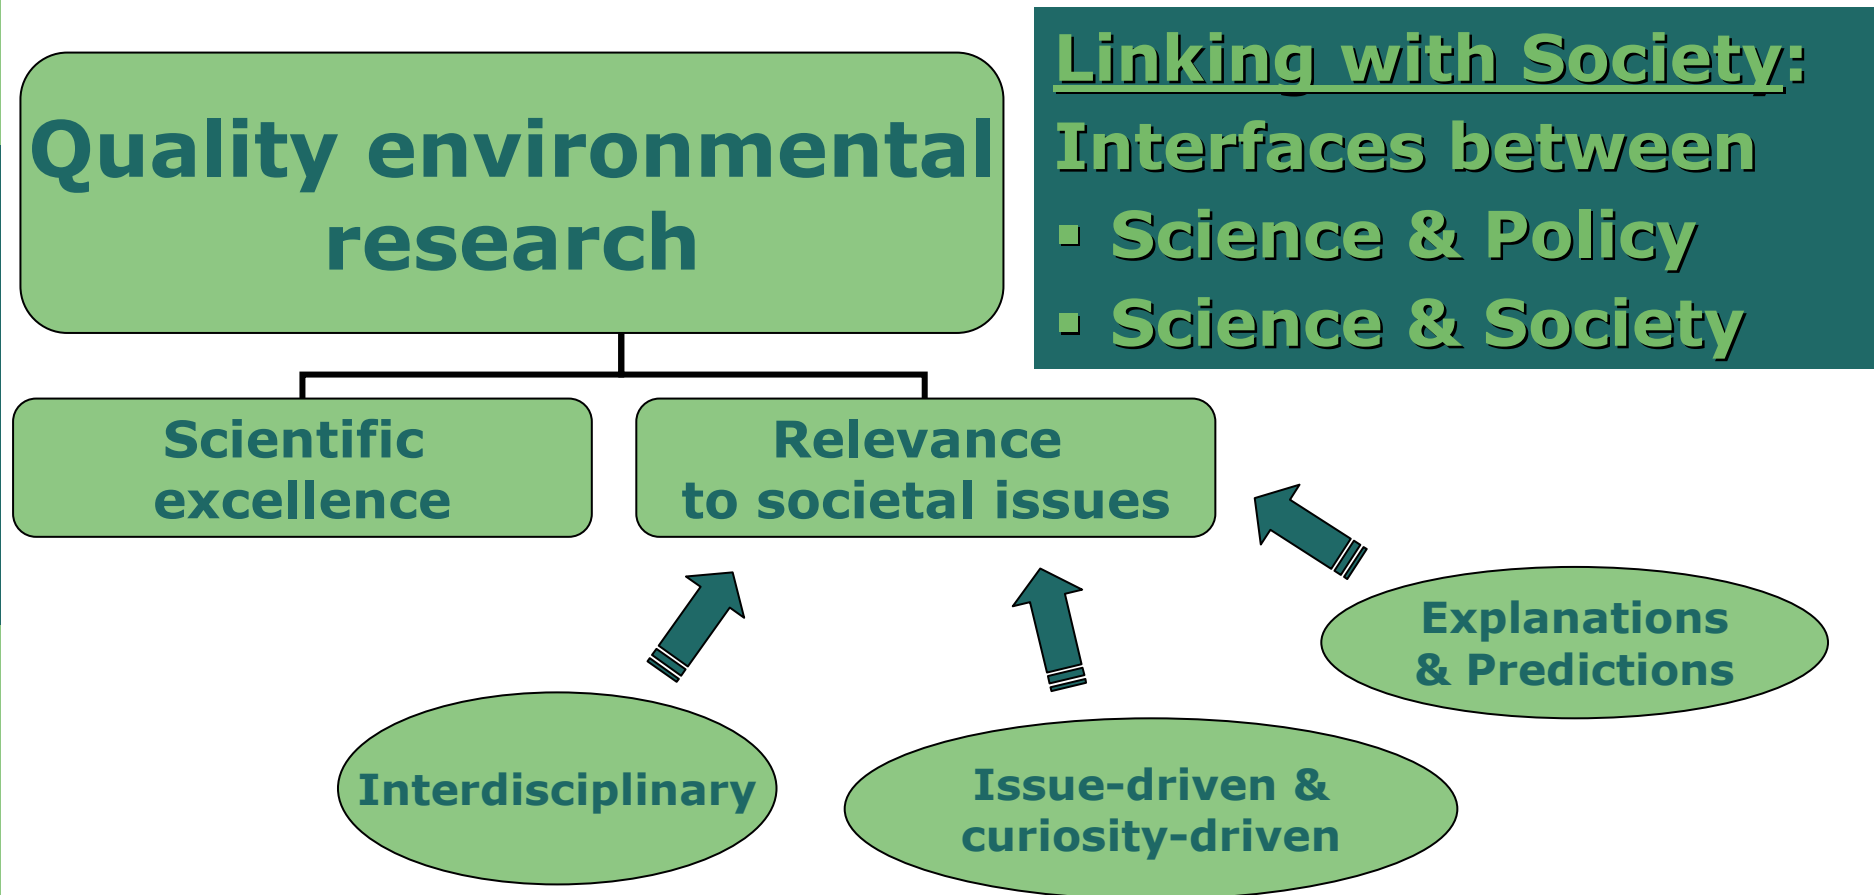 Quality environmental
research
Linking with Society:
Interfaces between
▪ Science & Policy
▪ Science & Society
Scientific
excellence
Relevance
to societal issues
Explanations
& Predictions
Interdisciplinary
Issue-driven &
curiosity-driven